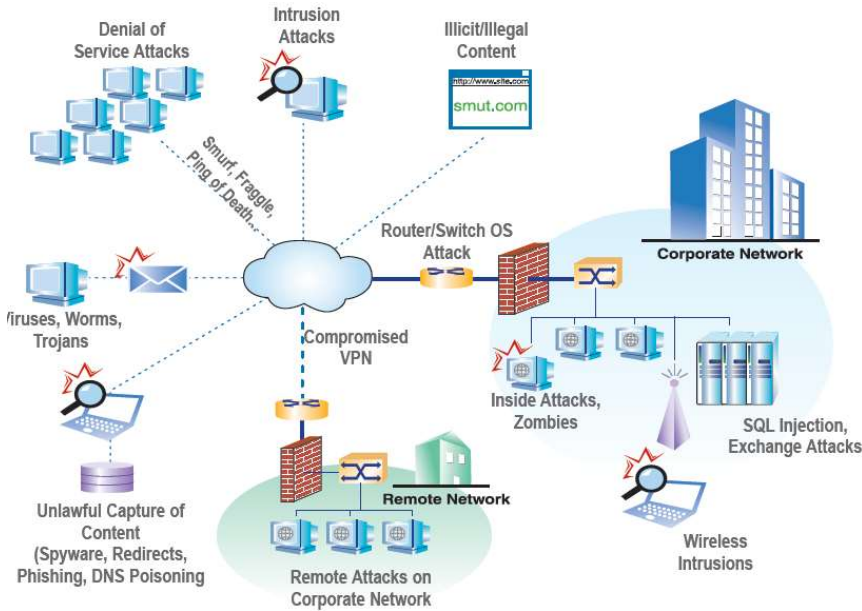 Denial of
Service Attacks
Intrusion
Attacks
Illicit/Illegal
Content
http://www.site.com
smut.com
Smurf, Fraggle,
Ping of Death...
Router/Switch OS
Attack
Corporate Network
Viruses, Worms,
Trojans
Compromised
VPN
Inside Attacks,
Zombies
SQL Injection,
Exchange Attacks
Remote Network
Unlawful Capture of
Content
(Spyware, Redirects,
Phishing, DNS Poisoning
Remote Attacks on
Corporate Network
Wireless
Intrusions